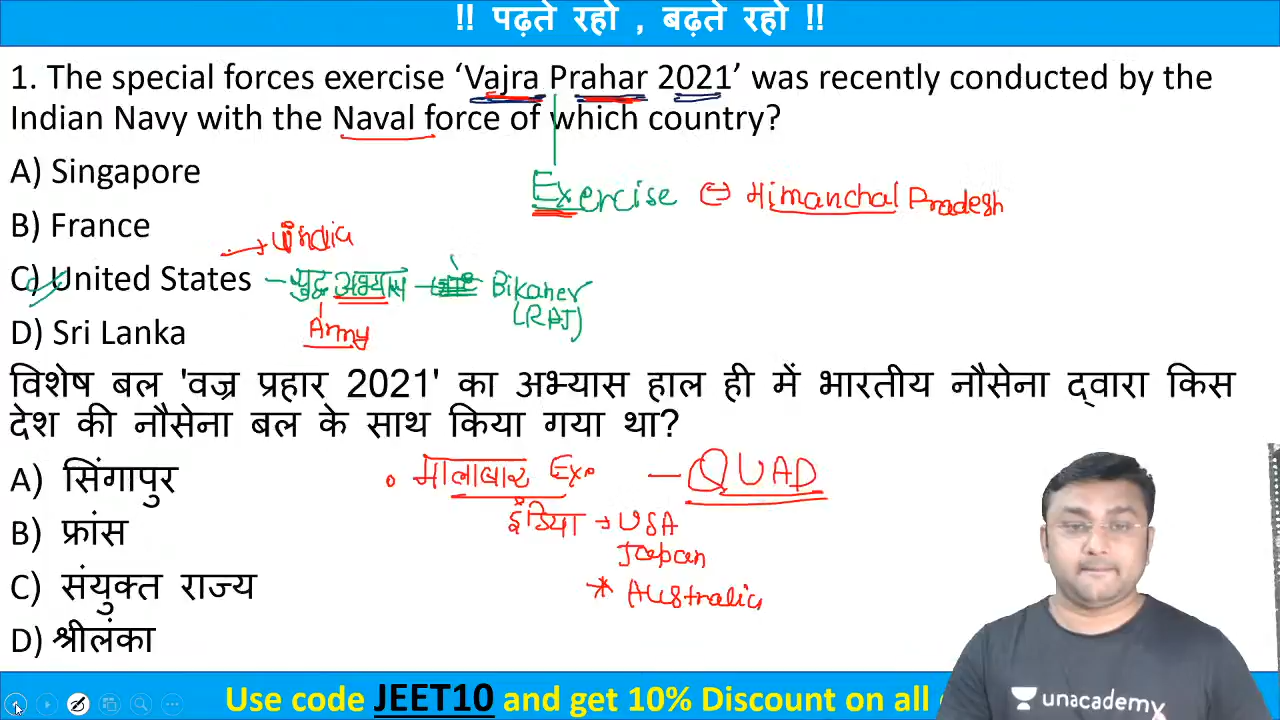 !! पढ़ते रहो , बढ़ते रहो !!
1. The special forces exercise ‘Vajra Prahar 2021’ was recently conducted by the
Indian Navy with the Naval force of which country?
A) Singapore
Exercise
Himanchal Pradesh
B) France
India
C) United States
युद्ध अभ्यास
Bikaner
(RAJ)
D) Sri Lanka
Army
विशेष बल 'वज्र प्रहार 2021' का अभ्यास हाल ही में भारतीय नौसेना द्वारा किस
देश की नौसेना बल के साथ किया गया था?
A) सिंगापुर
मालाबार Ex. — QUAD
B) फ्रांस
इंडिया → USA
Japan
C) संयुक्त राज्य
* Australia
D) श्रीलंका
unacademy
Use code JEET10 and get 10% Discount on all